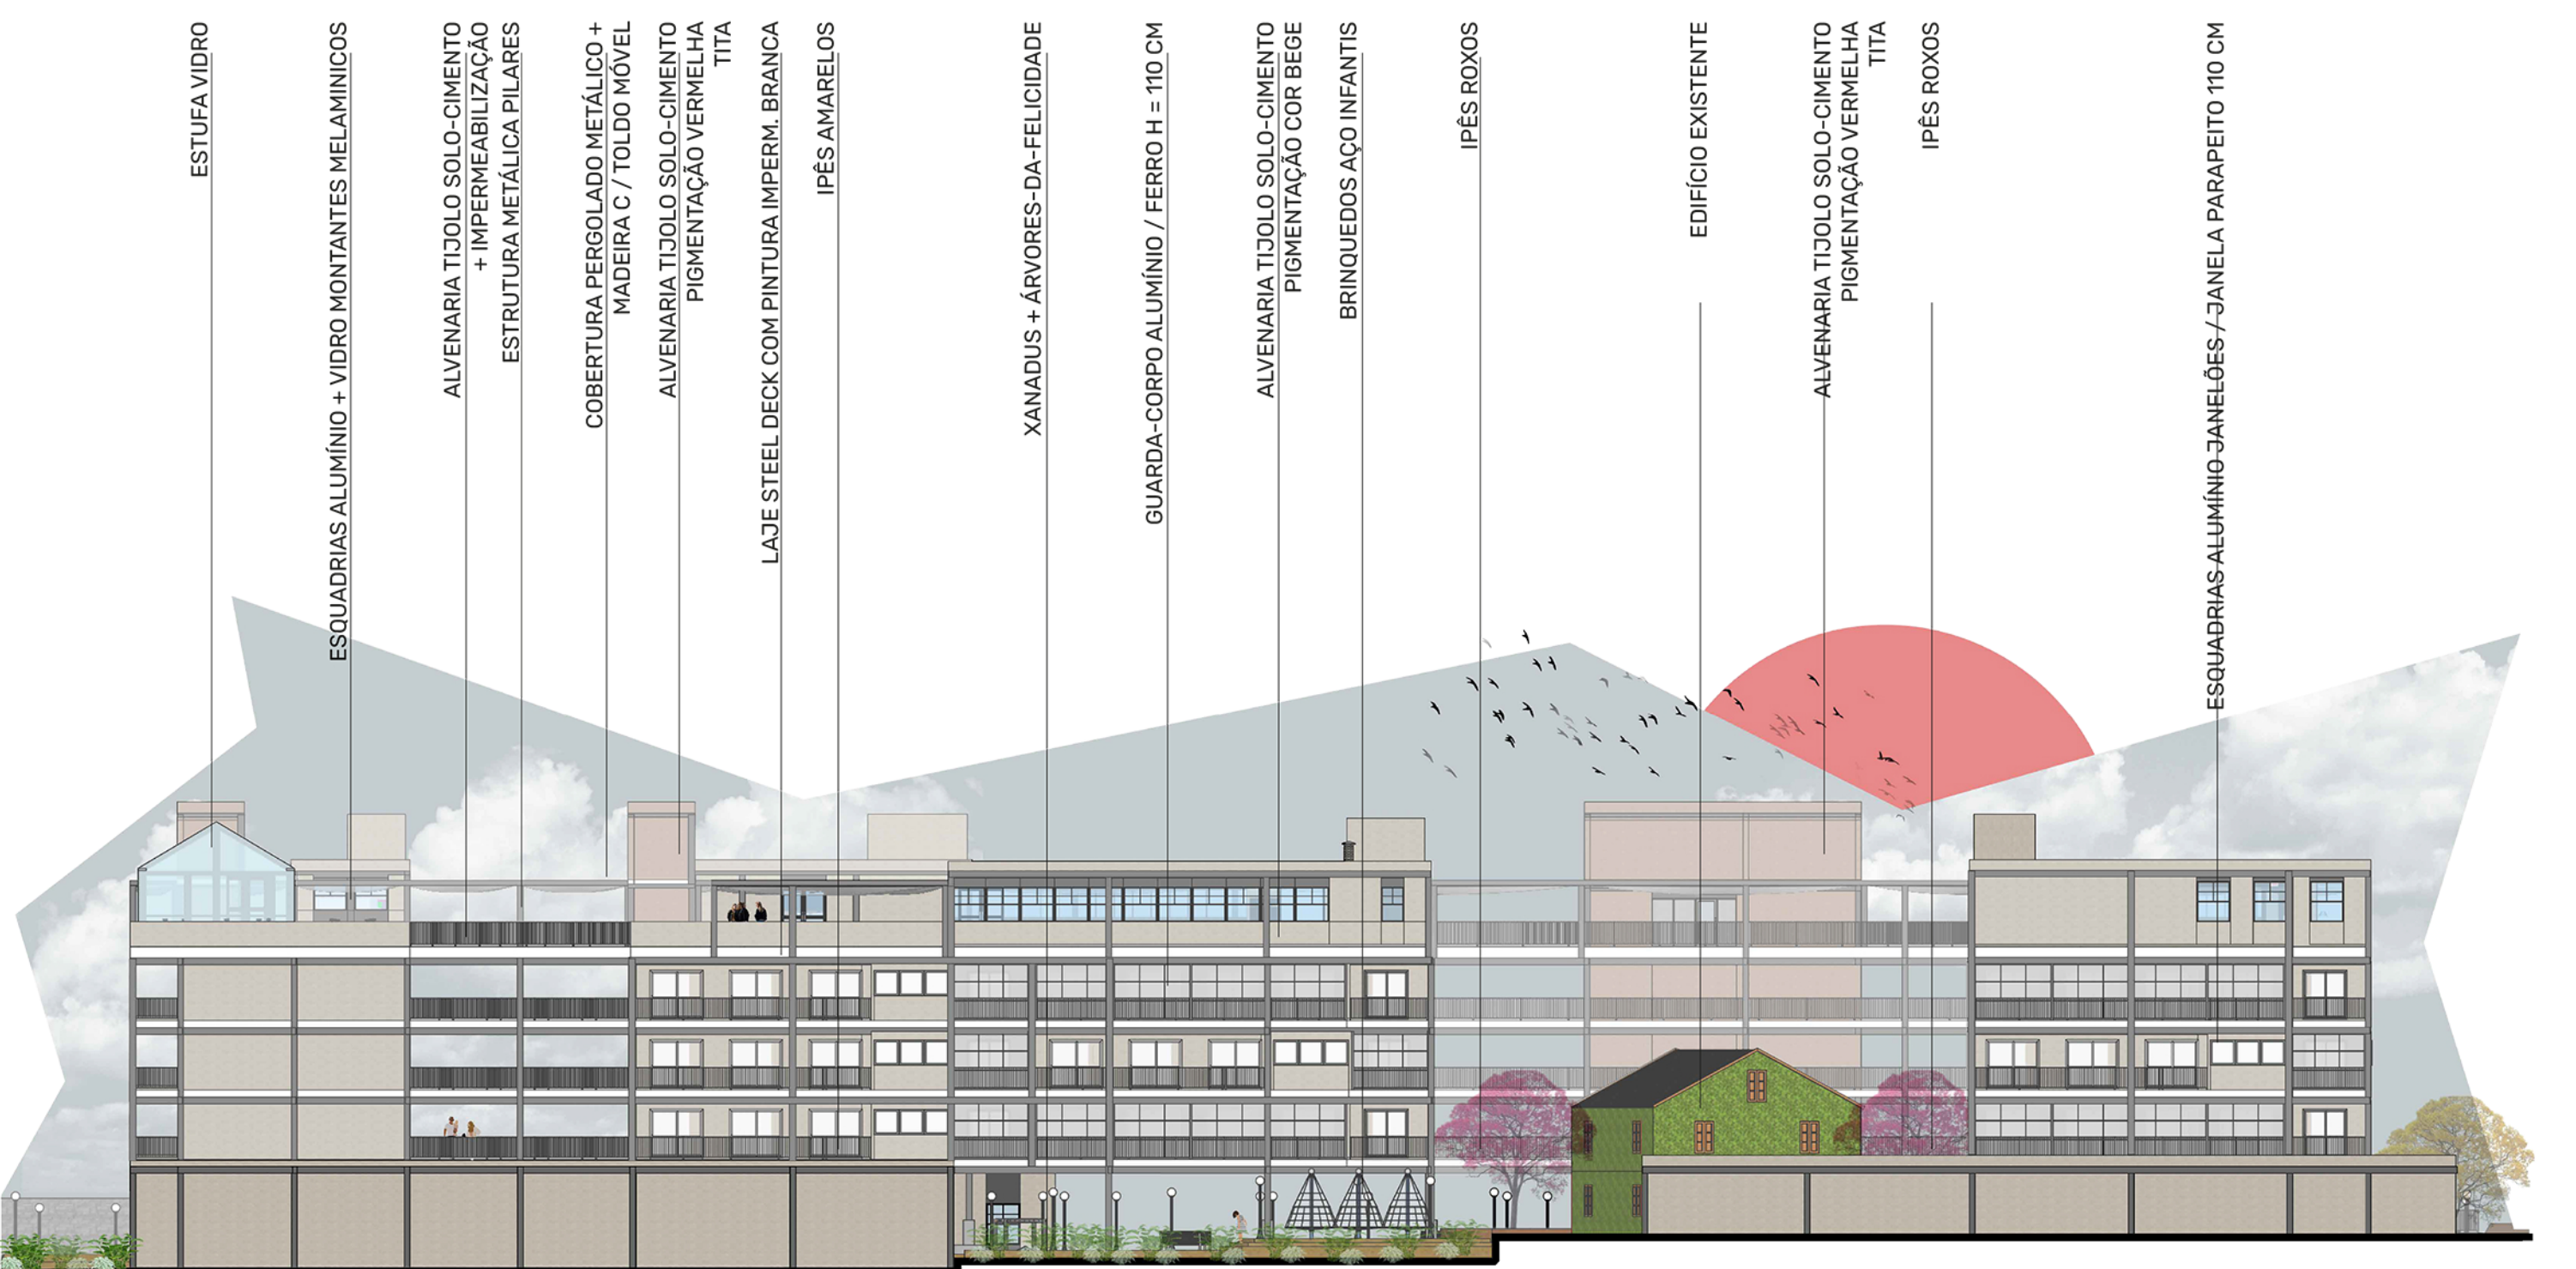 ESTUFA VIDRO
ESQUADRIAS ALUMÍNIO + VIDRO MONTANTES MELAMINICOS
ALVENARIA TIJOLO SOLO-CIMENTO
+ IMPERMEABILIZAÇÃO
ESTRUTURA METÁLICA PILARES
COBERTURA PERGOLADO METÁLICO +
MADEIRA C / TOLDO MÓVEL
ALVENARIA TIJOLO SOLO-CIMENTO
PIGMENTAÇÃO VERMELHA
TITA
LAJE STEEL DECK COM PINTURA IMPERM. BRANCA
IPÊS AMARELOS
XANADUS + ÁRVORES-DA-FELICIDADE
GUARDA-CORPO ALUMÍNIO / FERRO H = 110 CM
ALVENARIA TIJOLO SOLO-CIMENTO
PIGMENTAÇÃO COR BEGE
BRINQUEDOS AÇO INFANTIS
IPÊS ROXOS
EDIFÍCIO EXISTENTE
ALVENARIA TIJOLO SOLO-CIMENTO
PIGMENTAÇÃO VERMELHA
TITA
IPÊS ROXOS
ESQUADRIAS ALUMÍNIO JANELÕES / JANELA PARAPEITO 110 CM